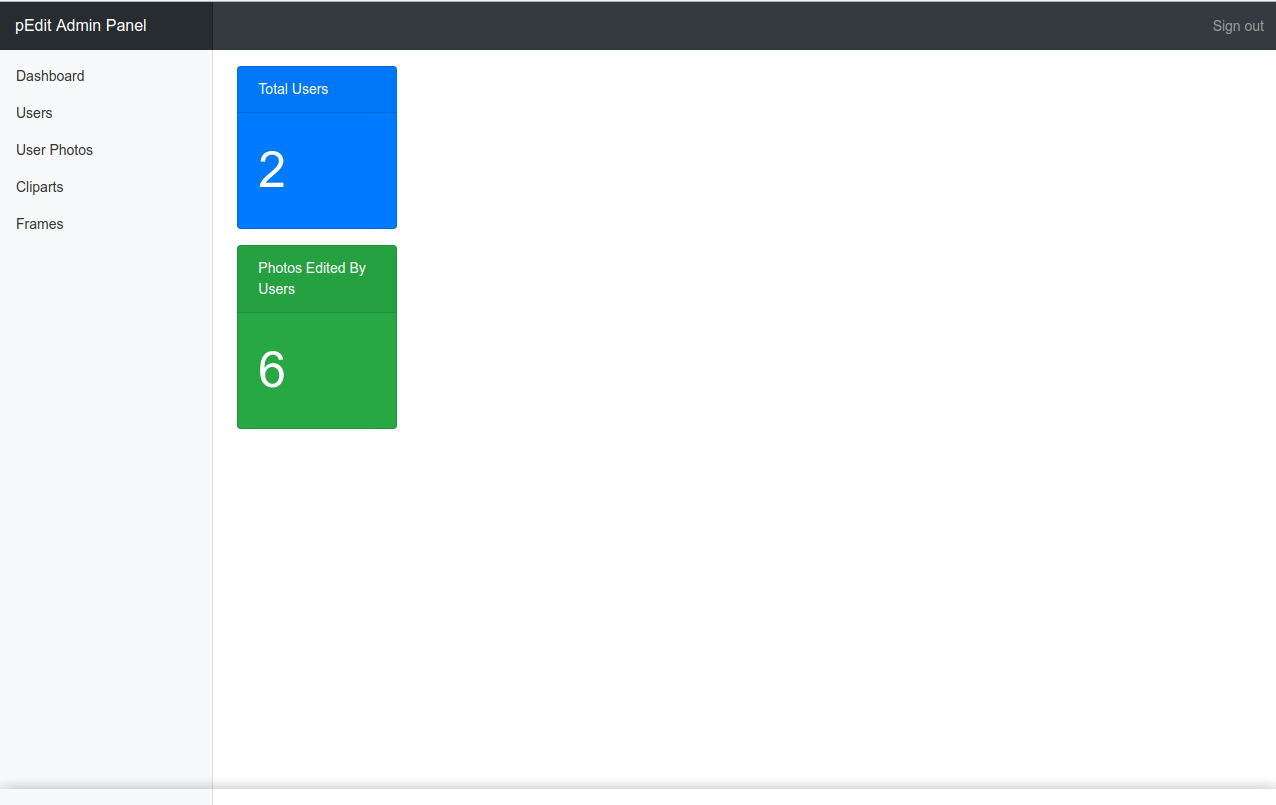 pEdit Admin Panel
Sign out
Dashboard
Users
User Photos
Cliparts
Frames
Total Users
2
Photos Edited By
Users
6